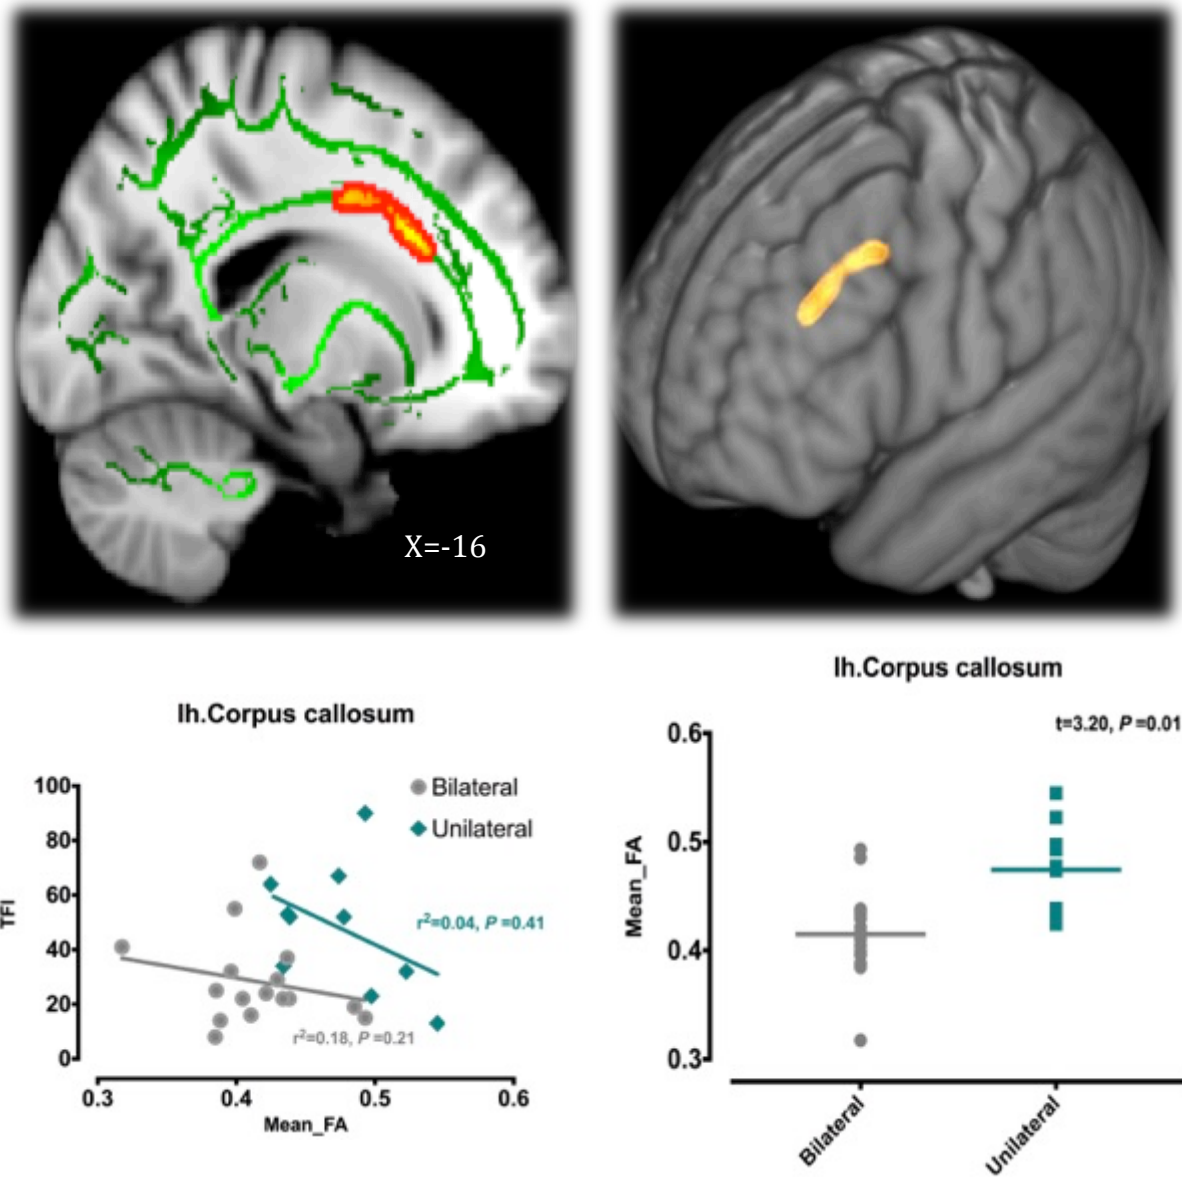 X=-16
lh.Corpus callosum
Bilateral
Unilateral
100
80
60
40
20
0
TFI
r²=0.04, P =0.41
r²=0.18, P =0.21
0.3 0.4 0.5 0.6
Mean_FA
lh.Corpus callosum
t=3.20, P =0.01
0.6
0.5
0.4
0.3
Mean_FA
Bilateral
Unilateral